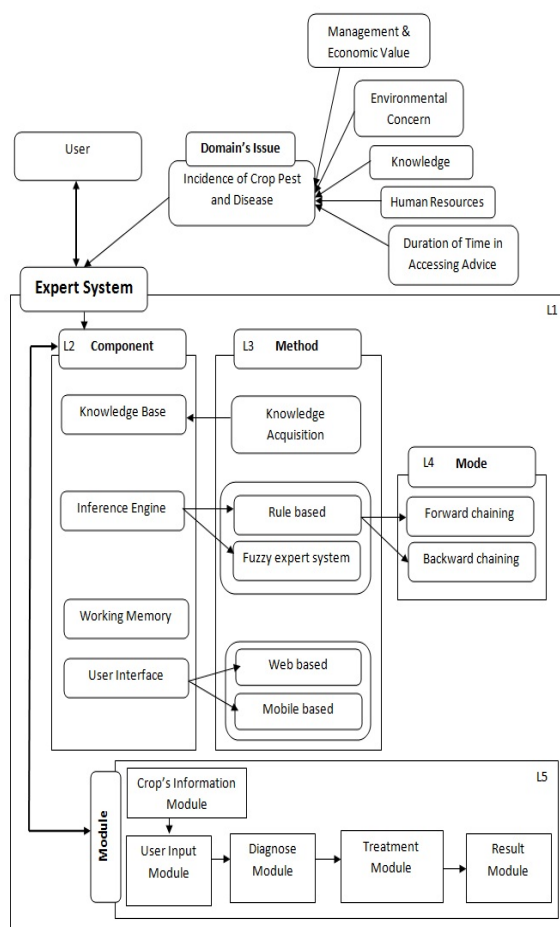 Management &
Economic Value
Environmental
Concern
User
Domain's Issue
Knowledge
Incidence of Crop Pest
and Disease
Human Resources
Duration of Time in
Accessing Advice
Expert System
L1
L2 Component
L3 Method
Knowledge Base
Knowledge
Acquisition
L4 Mode
Inference Engine
Rule based
Forward chaining
Fuzzy expert system
Backward chaining
Working Memory
User Interface
Web based
Mobile based
Module
L5
Crop's Information
Module
User Input
Module
Diagnose
Module
Treatment
Module
Result
Module